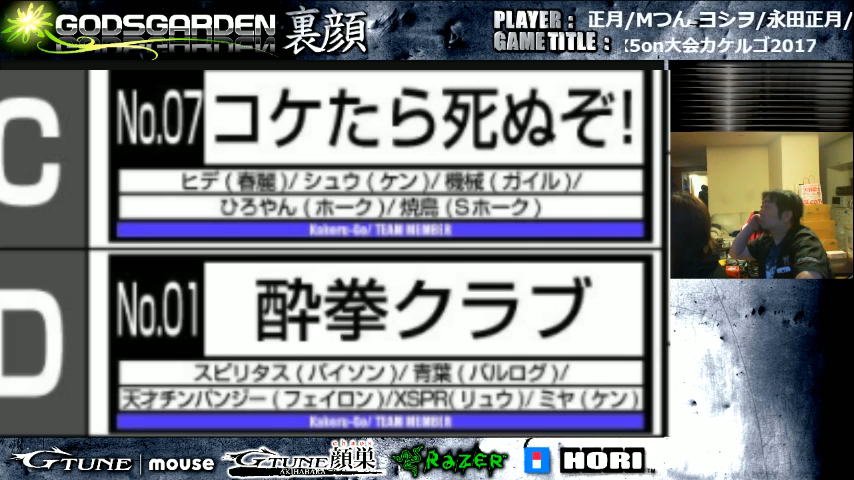 GODSGARDEN 裏顔
PLAYER : 正月/Mつん-ヨシヲ/永田正月/
GAME TITLE : (5on大会カケルゴ2017
C
No.07 コケたら死ぬぞ!
ヒデ(春麗)/シュウ(ケン)/機械(ガイル)/
ひろやん(ホーク)/焼鳥(Sホーク)
Kakeru-Go/ TEAM MEMBER
D
No.01 酔拳クラブ
スピリタス(バイソン)/青葉(バルログ)/
天才チンパンジー(フェイロン)/XSPR(リュウ)/ミヤ(ケン)
Kakeru-Go/ TEAM MEMBER
GTUNE mouse GTUNE AKIHABARA chaos 顔巣 RAZER HORI